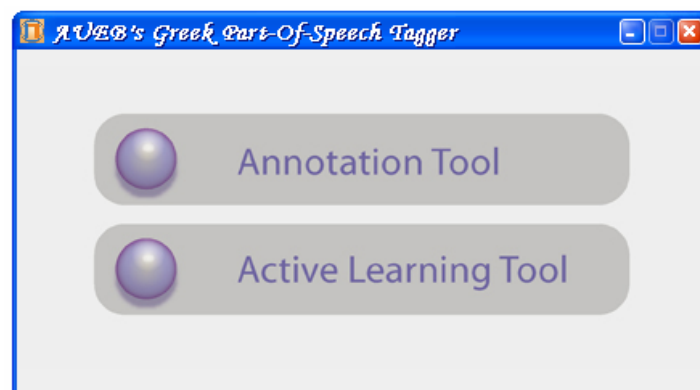 AUEB's Greek Part-Of-Speech Tagger
Annotation Tool
Active Learning Tool